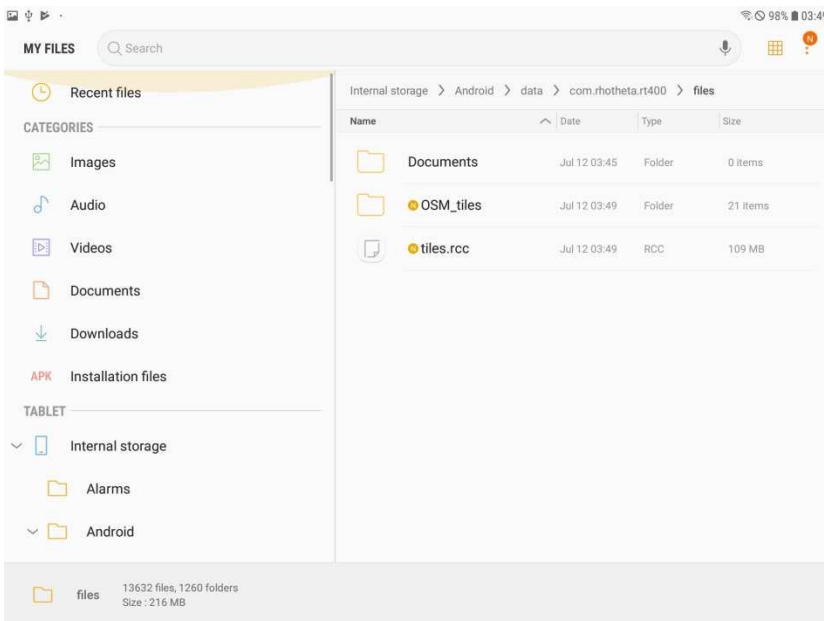 98% 03:49
MY FILES Search N
Recent files
CATEGORIES
Images
Audio
Videos
Documents
Downloads
APK Installation files
TABLET
Internal storage
Alarms
Android
Internal storage > Android > data > com.rhotheta.rt400 > files
Name Date Type Size
Documents Jul 12 03:45 Folder 0 items
N OSM_tiles Jul 12 03:49 Folder 21 items
N tiles.rcc Jul 12 03:49 RCC 109 MB
files 13632 files, 1260 folders
Size : 216 MB